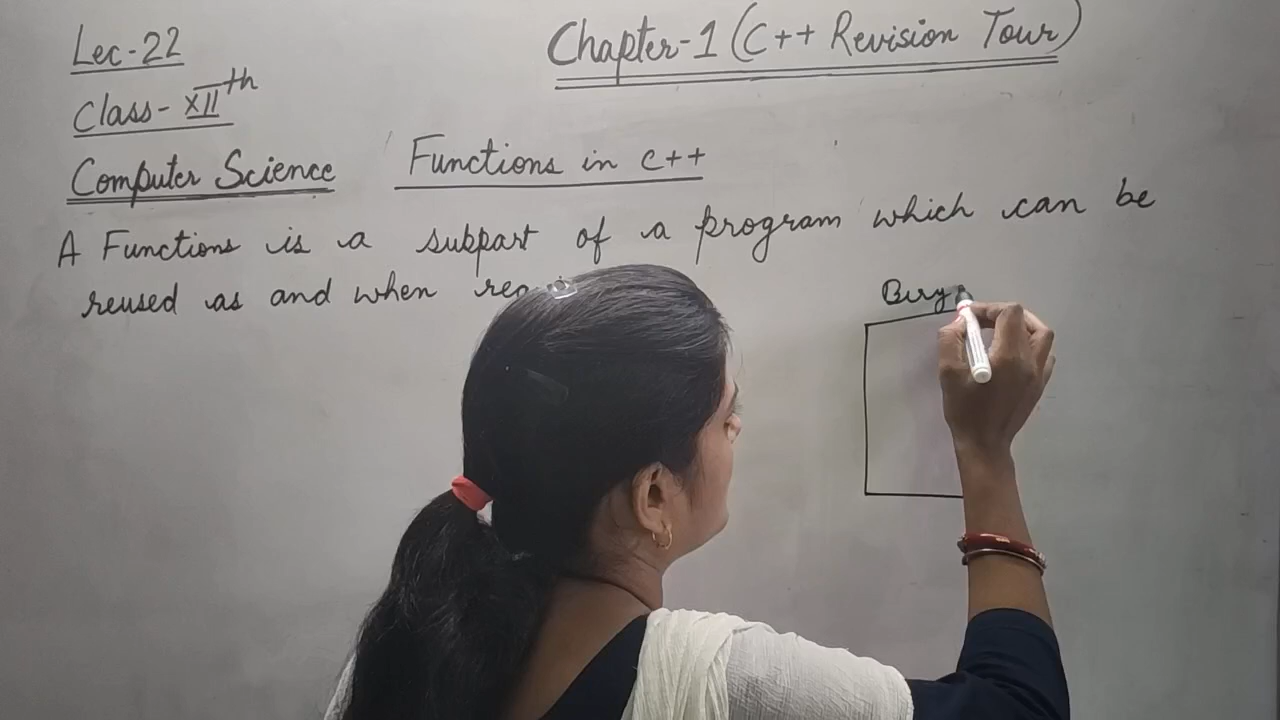 Lec-22
Chapter-1 (C++ Revision Tour)
Class- XIIth
Computer Science
Functions in C++
A Functions is a subpart of a program which can be
reused as and when